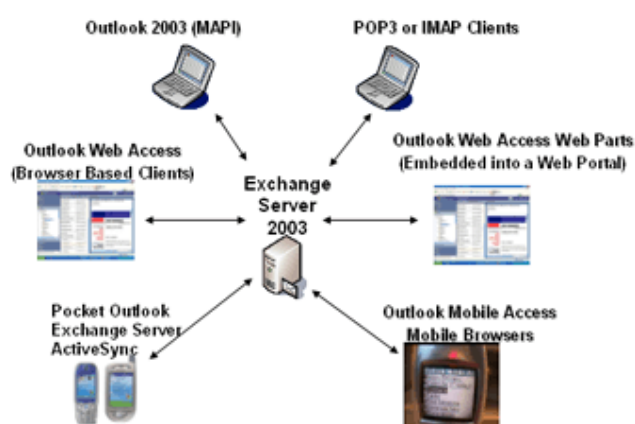 Outlook 2003 (MAPI)
POP3 or IMAP Clients
Outlook Web Access
(Browser Based Clients)
Outlook Web Access Web Parts
(Embedded into a Web Portal)
Exchange
Server
2003
Pocket Outlook
Exchange Server
ActiveSync
Outlook Mobile Access
Mobile Browsers